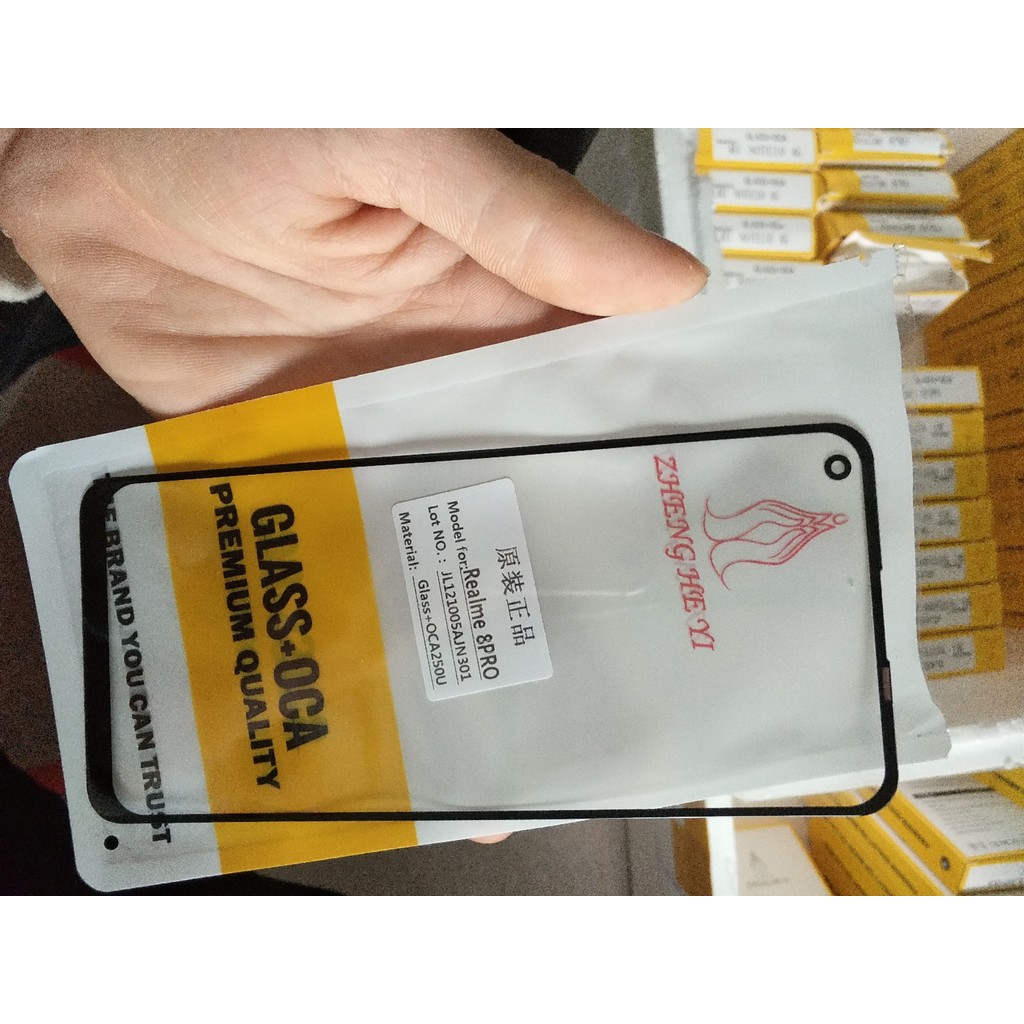 ZHENG HE YI
原装正品
Model for:Realme 8PRO
Lot NO.: JL121005AJN301
Material: Glass+OCA250U
GLASS+OCA
PREMIUM QUALITY
BRAND YOU CAN TRUST